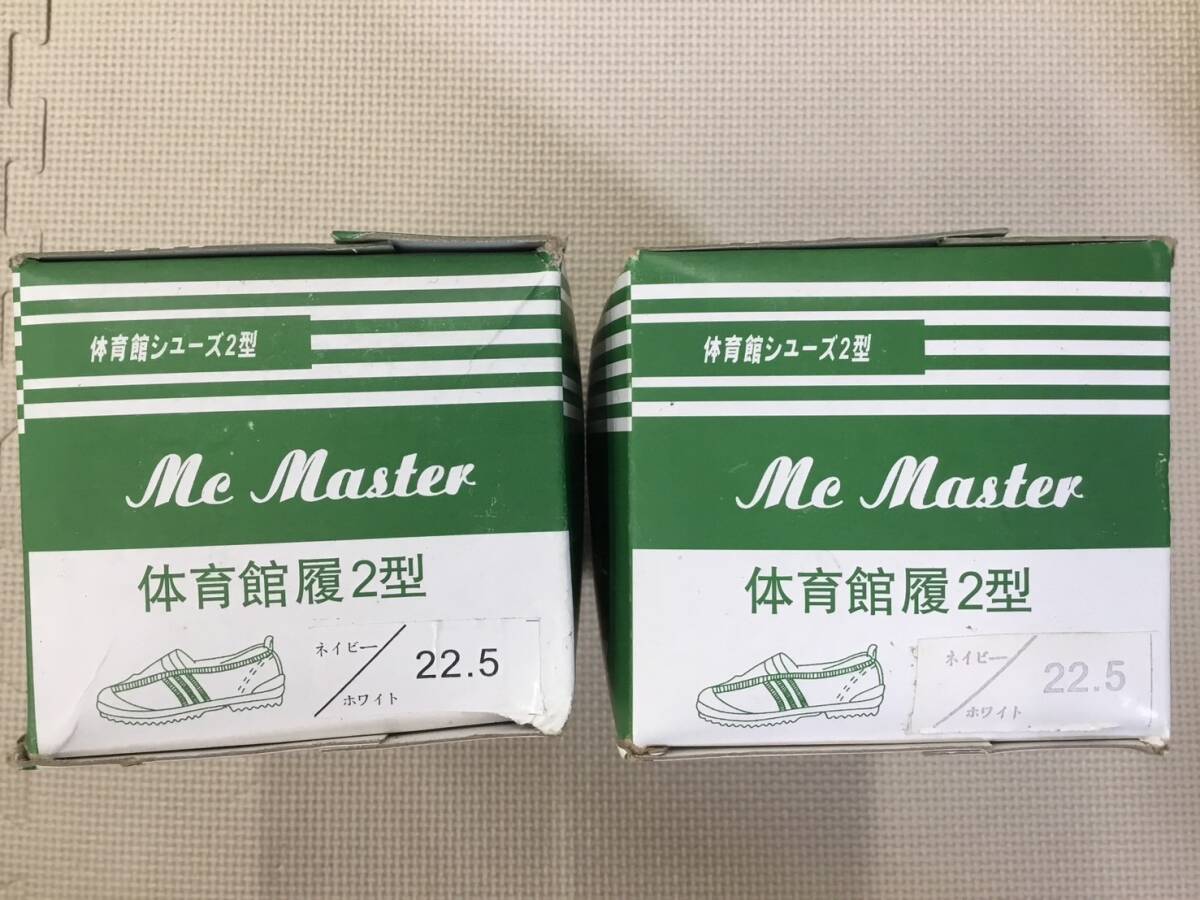 体育館シューズ2型
Mc Master
体育館履2型
ネイビー
22.5
ホワイト
体育館シューズ2型
Mc Master
体育館履2型
ネイビー
22.5
ホワイト